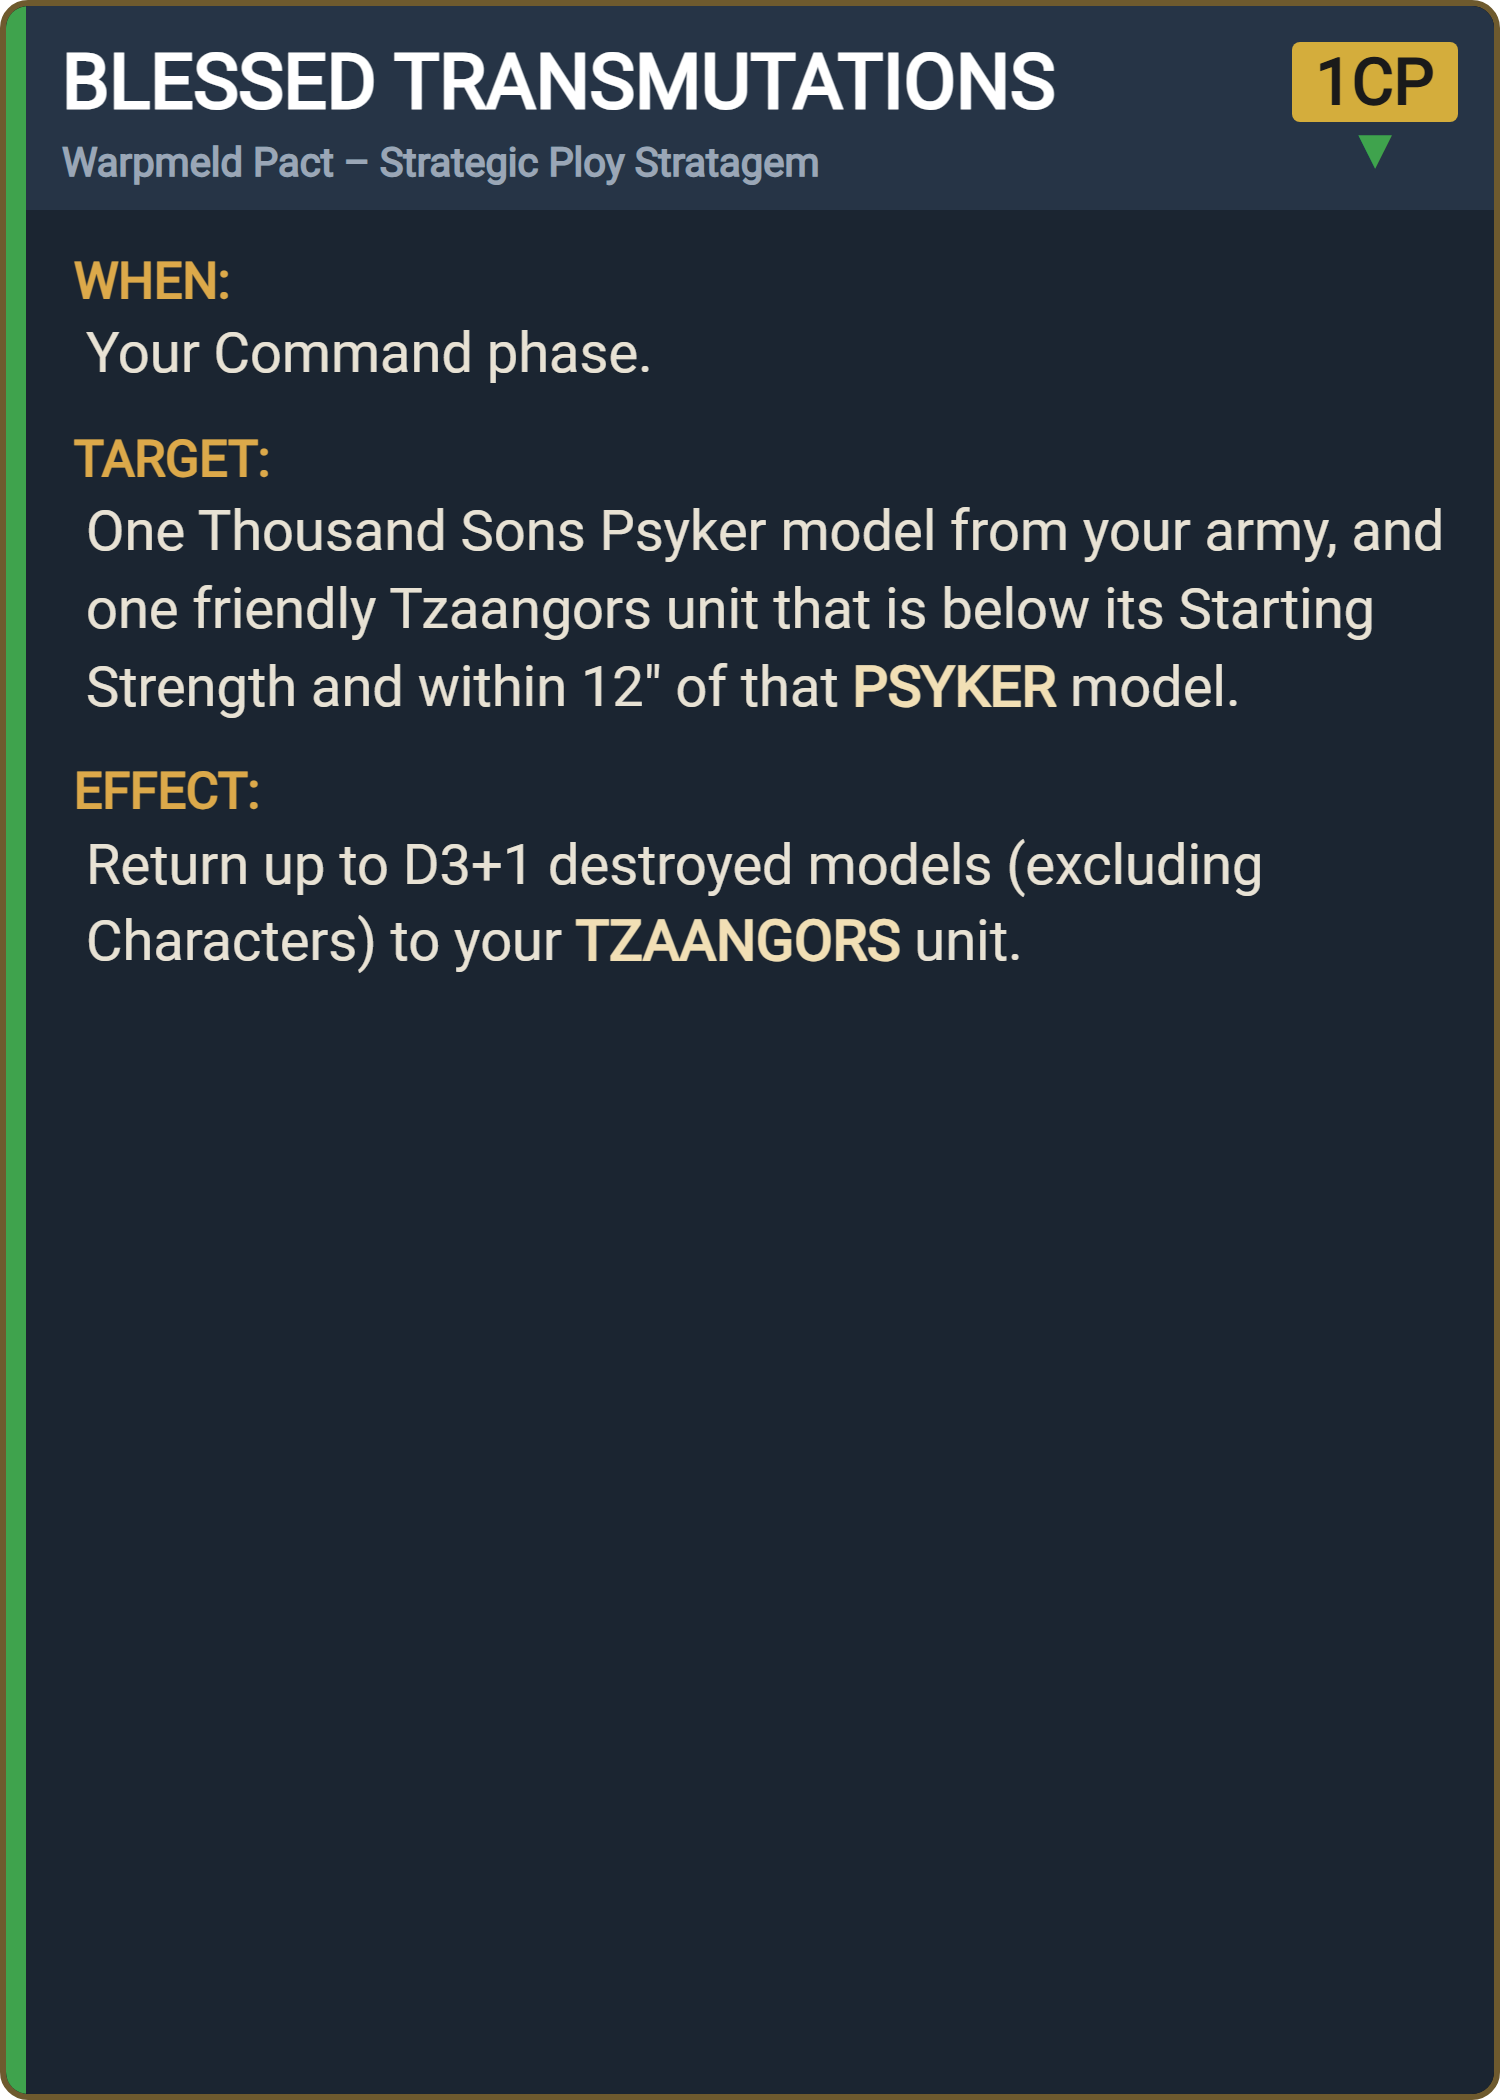 BLESSED TRANSMUTATIONS
1CP
Warpmeld Pact – Strategic Ploy Stratagem
WHEN:
Your Command phase.
TARGET:
One Thousand Sons Psyker model from your army, and
one friendly Tzaangors unit that is below its Starting
Strength and within 12" of that PSYKER model.
EFFECT:
Return up to D3+1 destroyed models (excluding
Characters) to your TZAANGORS unit.